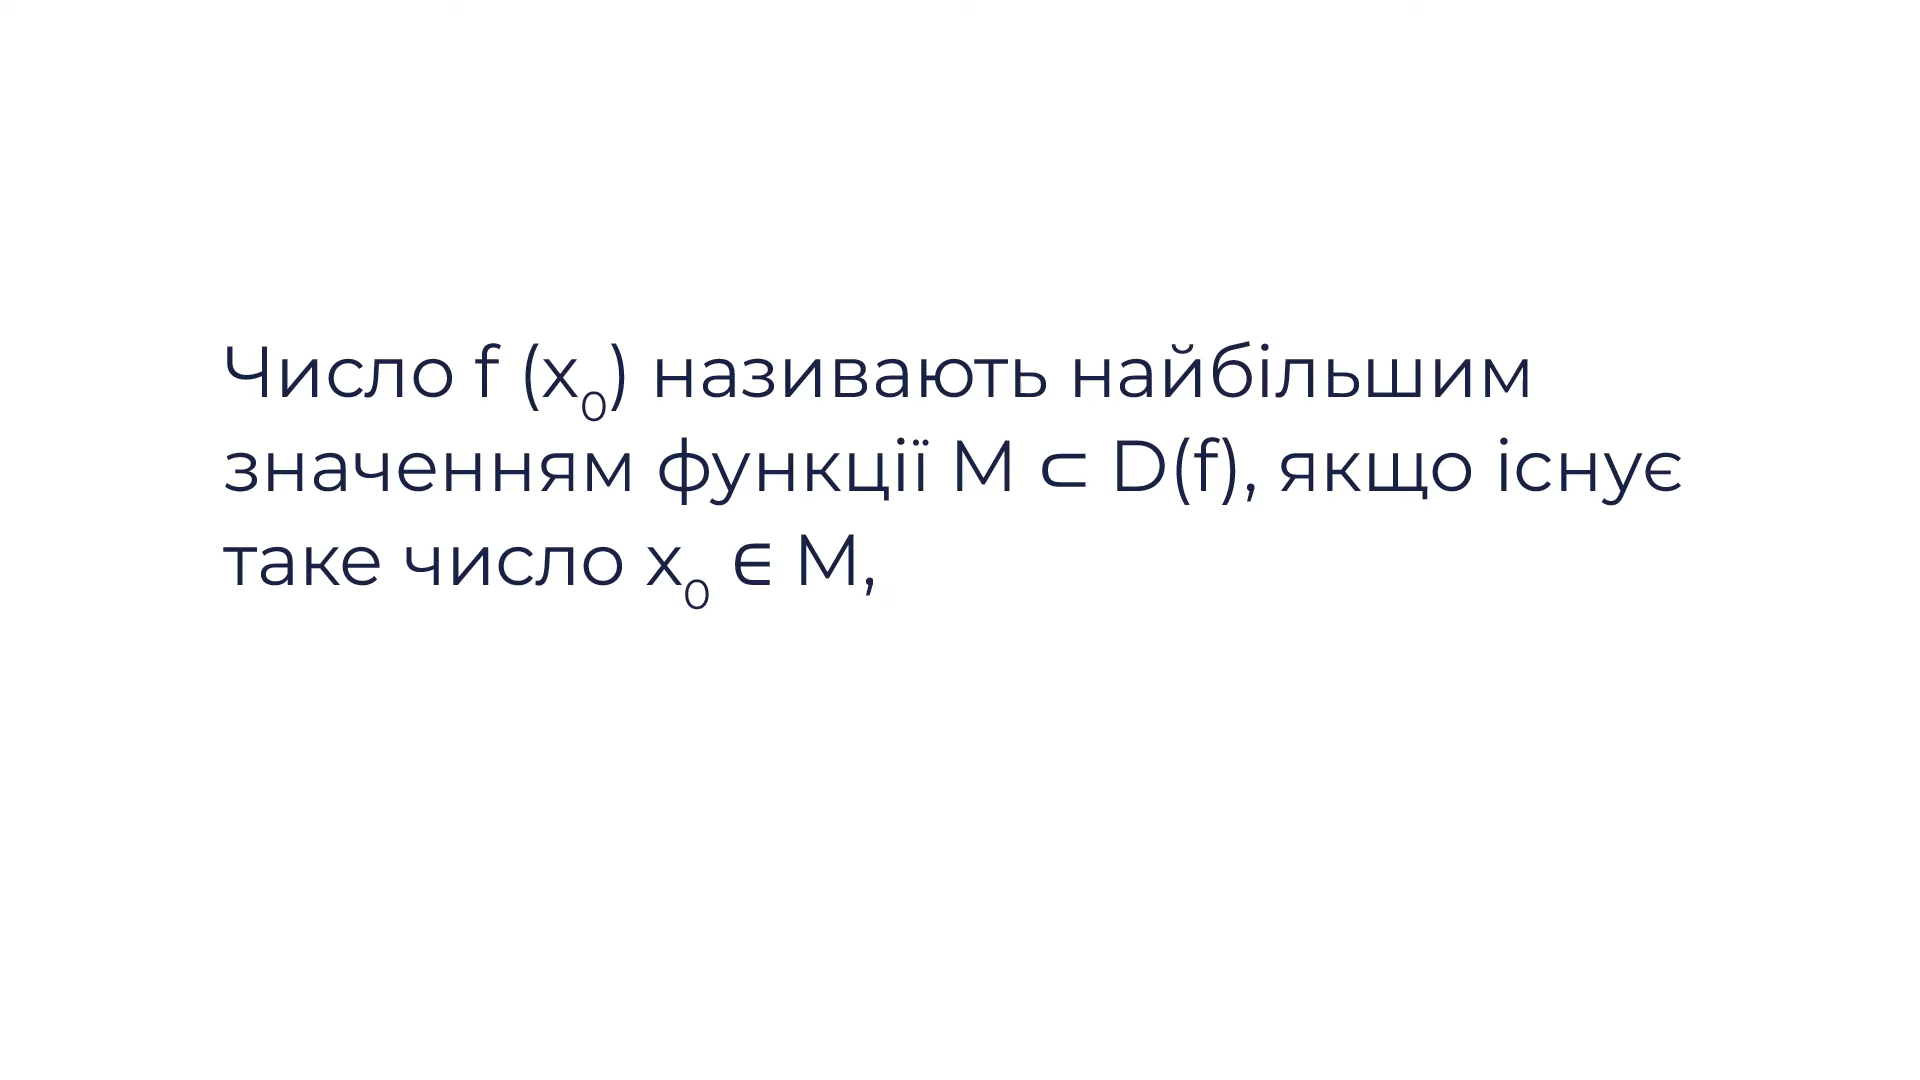 Число f (x₀) називають найбільшим
значенням функції M ⊂ D(f), якщо існує
таке число x₀ ∈ M,